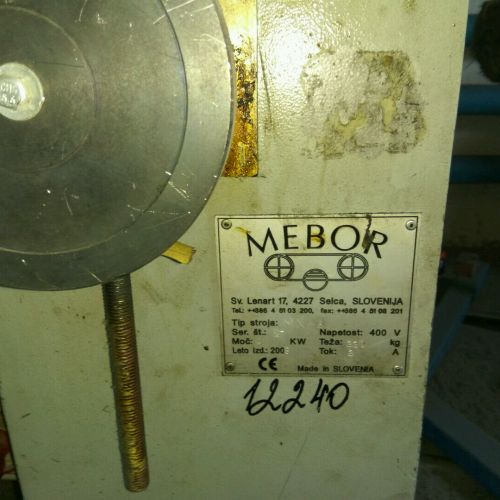 MEBOR
Sv. Lenart 17, 4227 Selca, SLOVENIJA
Tel.: ++386 4 51 03 200, fax: ++386 4 51 08 201
Tip stroja:
Ser. št.: Napetost: 400 V
Moč: KW Teža: kg
Leto izd.: Tok: A
CE Made in SLOVENIA
12240